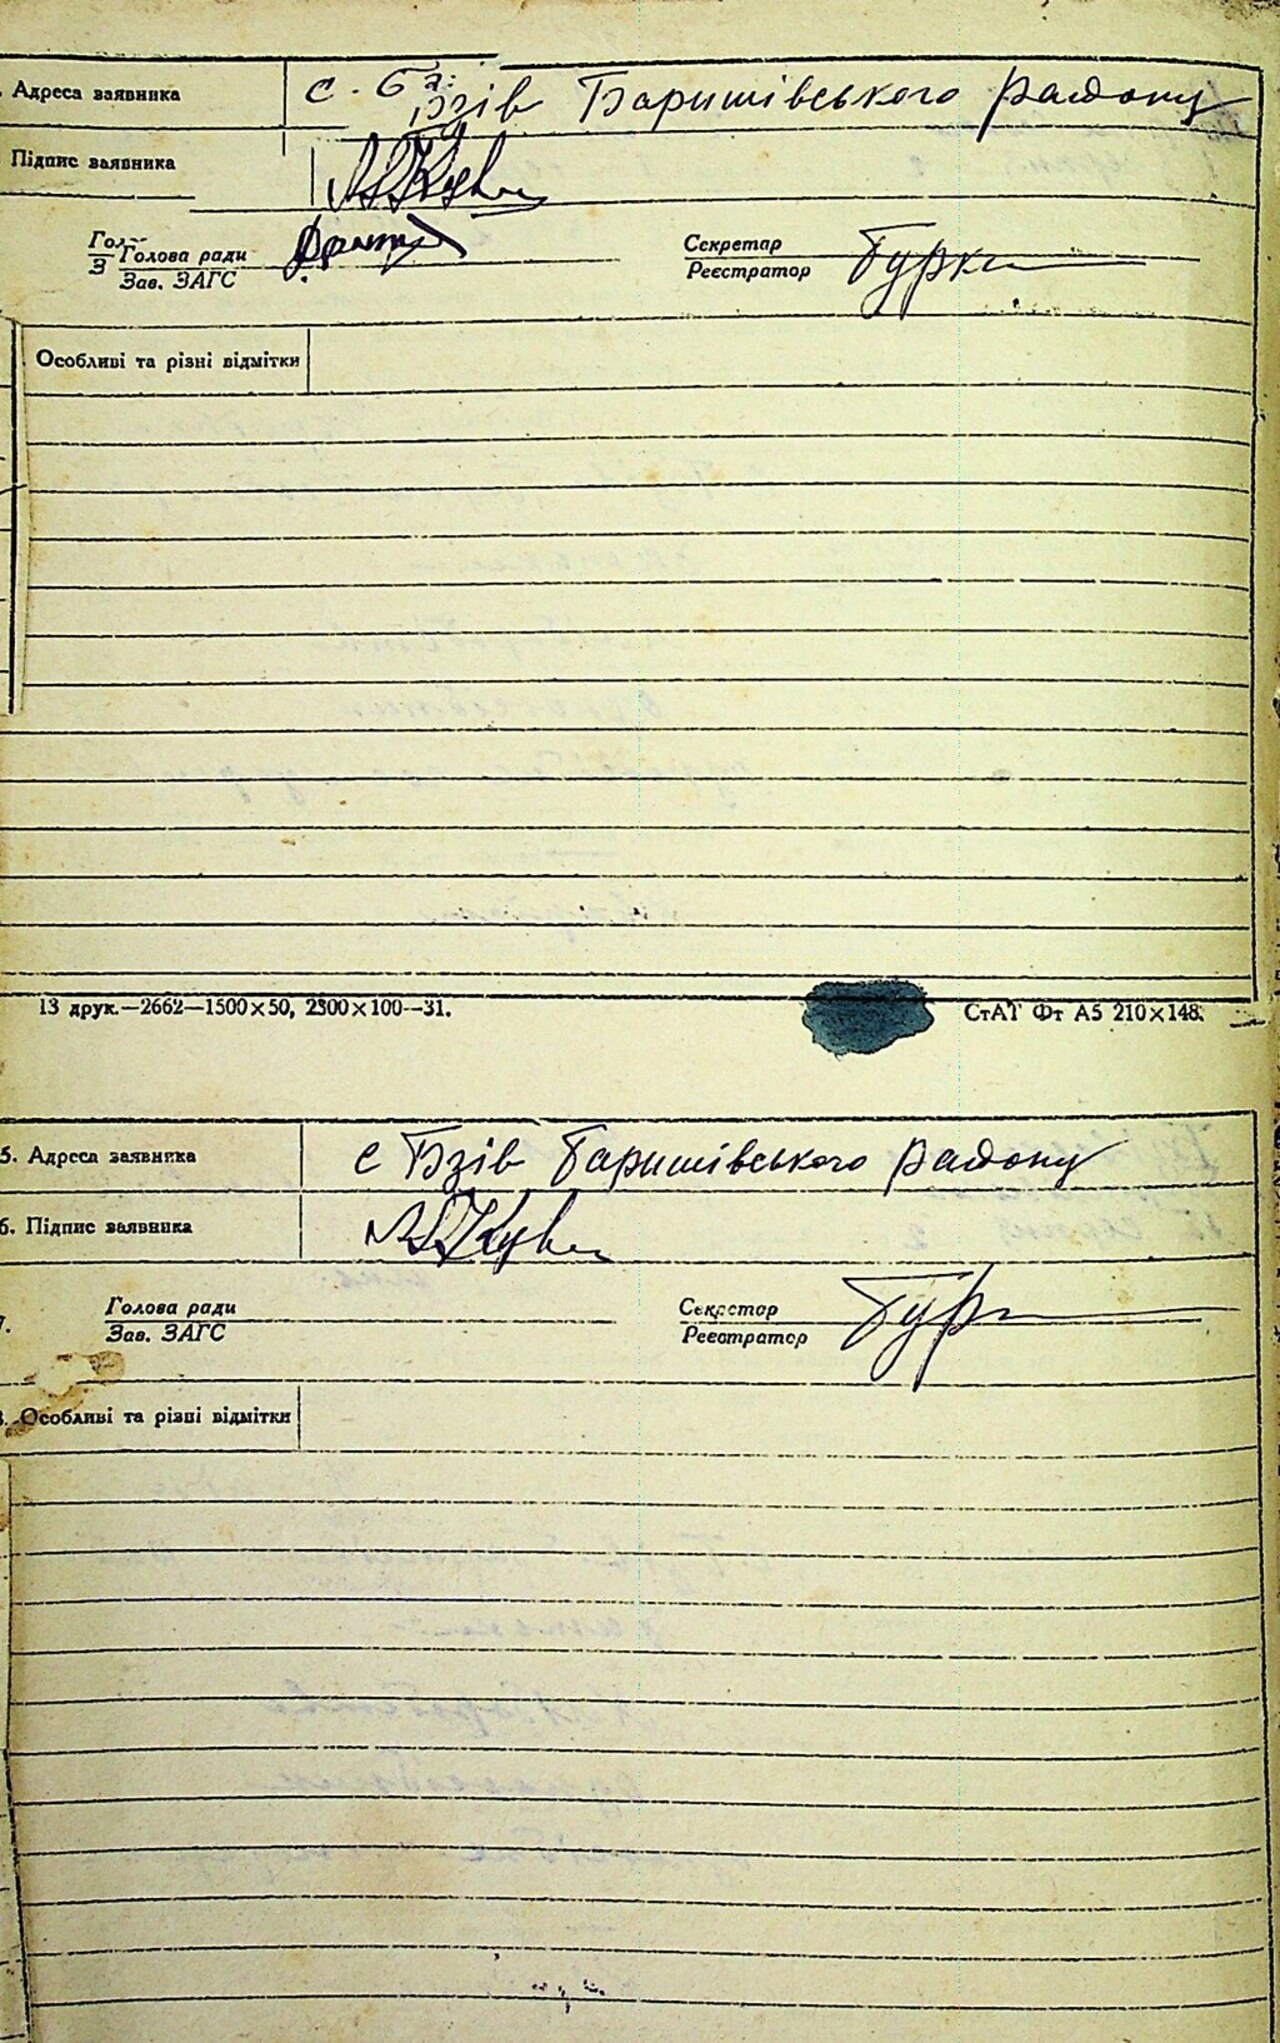 Адреса заявника с. Бзів Баришівського району
Підпис заявника
Голова ради Секретар
Зав. ЗАГС Реєстратор
Особливі та різні відмітки
13 друк.—2662—1500×50, 2300×100—31. СтАТ Фт А5 210×148.
5. Адреса заявника с Бзів Баришівського району
6. Підпис заявника
7. Голова ради Секретар
Зав. ЗАГС Реєстратор
8. Особливі та різні відмітки